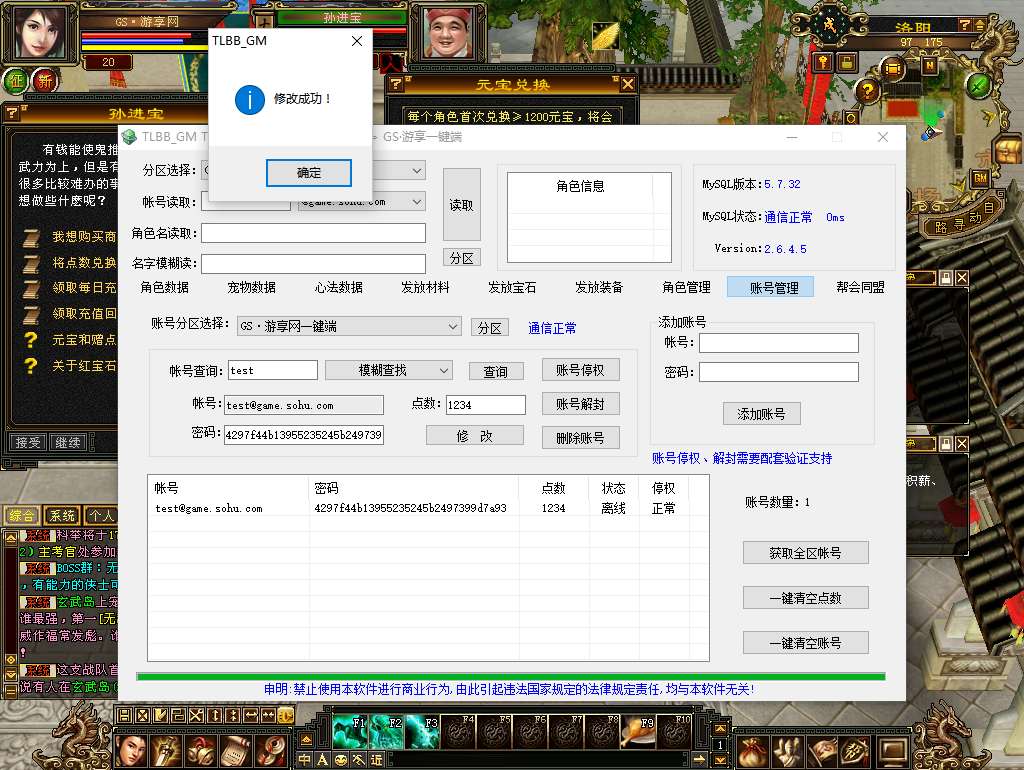 GS·游享网
孙进宝
20
征
新
戌
洛阳
97 175
自动寻路
GM
孙进宝
元宝兑换
每个角色首次兑换≥1200元宝，将会
有钱能使鬼推
武力为上，但是有
很多比较难办的事
想做些什麽呢？
我想购买商
将点数兑换
领取每日充
领取充值回
元宝和赠点
关于红宝石
接受
继续
TLBB_GM
修改成功！
确定
TLBB_GM T
GS·游享一键端
分区选择:
帐号读取:
@game.sohu.com
角色名读取:
名字模糊读:
读取
分区
角色信息
MySQL版本:5.7.32
MySQL状态:通信正常 0ms
Version:2.6.4.5
角色数据
宠物数据
心法数据
发放材料
发放宝石
发放装备
角色管理
账号管理
帮会同盟
账号分区选择:
GS·游享网一键端
分区
通信正常
帐号查询:
test
模糊查找
查询
账号停权
帐号:
test@game.sohu.com
点数:
1234
账号解封
密码:
4297f44b13955235245b249739
修 改
删除账号
添加账号
帐号:
密码:
添加账号
账号停权、解封需要配套验证支持
帐号 密码 点数 状态 停权
test@game.sohu.com 4297f44b13955235245b2497399d7a93 1234 离线 正常
账号数量:1
获取全区帐号
一键清空点数
一键清空账号
申明:禁止使用本软件进行商业行为,由此引起违法国家规定的法律规定责任,均与本软件无关!
积薪、
综合
系统
个人
科举将于1
2）主考官处参加
BOSS群：无
，有能力的侠士可
玄武岛上宠
谁最强，第一[无
威作福常发彪。谁
！
这支战队首
说有人在玄武岛(
F1
F2
F3
F4
F5
F6
F7
F8
F9
F10
1
中
A
近